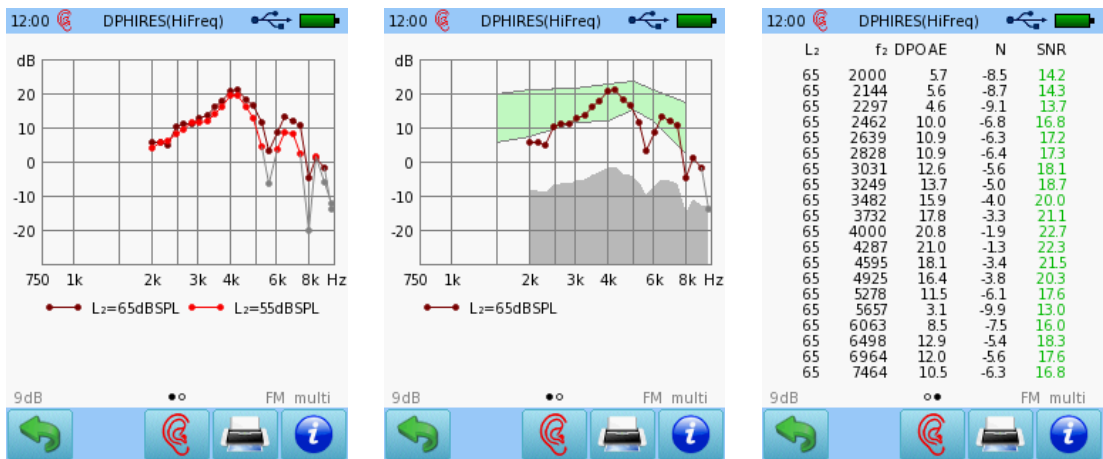 12:00 DPHIRES(HiFreq)
dB
20
10
0
-10
-20
750 1k 2k 3k 4k 6k 8k Hz
L₂=65dBSPL L₂=55dBSPL
9dB FM multi
12:00 DPHIRES(HiFreq)
dB
20
10
0
-10
-20
750 1k 2k 3k 4k 6k 8k Hz
L₂=65dBSPL
9dB FM multi
12:00 DPHIRES(HiFreq)
L₂ f₂ DPOAE N SNR
65 2000 5.7 -8.5 14.2
65 2144 5.6 -8.7 14.3
65 2297 4.6 -9.1 13.7
65 2462 10.0 -6.8 16.8
65 2639 10.9 -6.3 17.2
65 2828 10.9 -6.4 17.3
65 3031 12.6 -5.6 18.1
65 3249 13.7 -5.0 18.7
65 3482 15.9 -4.0 20.0
65 3732 17.8 -3.3 21.1
65 4000 20.8 -1.9 22.7
65 4287 21.0 -1.3 22.3
65 4595 18.1 -3.4 21.5
65 4925 16.4 -3.8 20.3
65 5278 11.5 -6.1 17.6
65 5657 3.1 -9.9 13.0
65 6063 8.5 -7.5 16.0
65 6498 12.9 -5.4 18.3
65 6964 12.0 -5.6 17.6
65 7464 10.5 -6.3 16.8
9dB FM multi